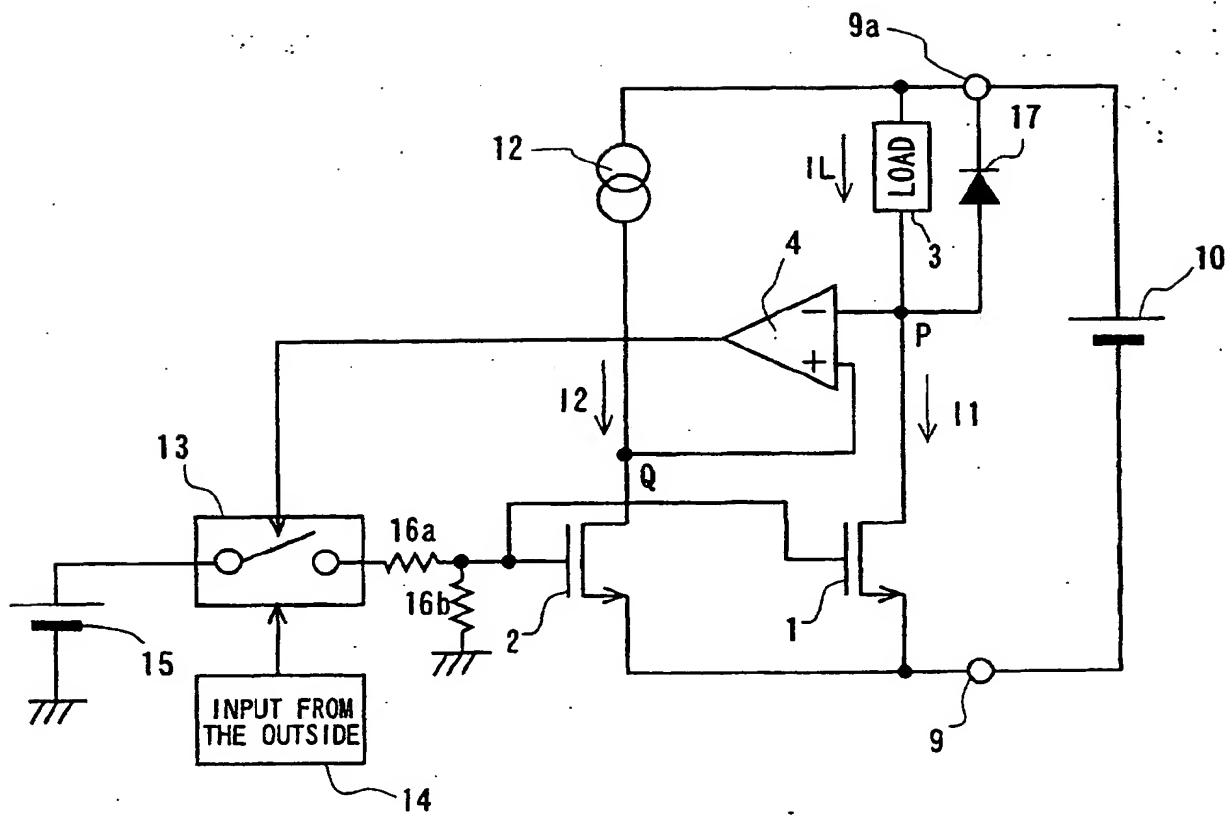 9a
17
12
IL
LOAD
3
4
10
−
P
+
I2
I1
13
Q
16a
16b
2
1
15
INPUT FROM
THE OUTSIDE
9
14